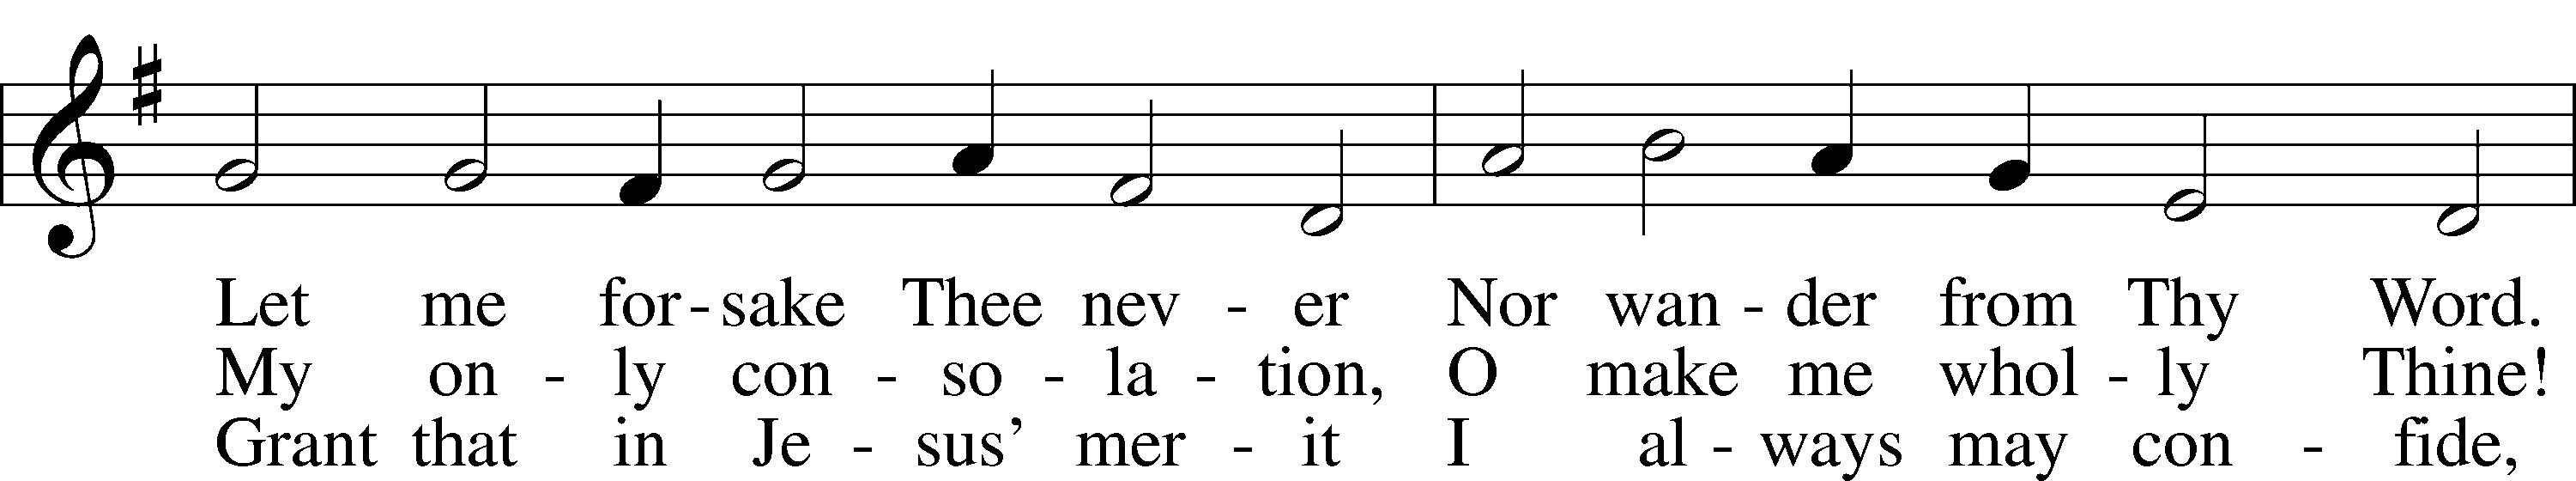 Let me for-sake Thee nev - er Nor wan - der from Thy Word.
My on - ly con - so - la - tion, O make me whol - ly Thine!
Grant that in Je - sus’ mer - it I al - ways may con - fide,